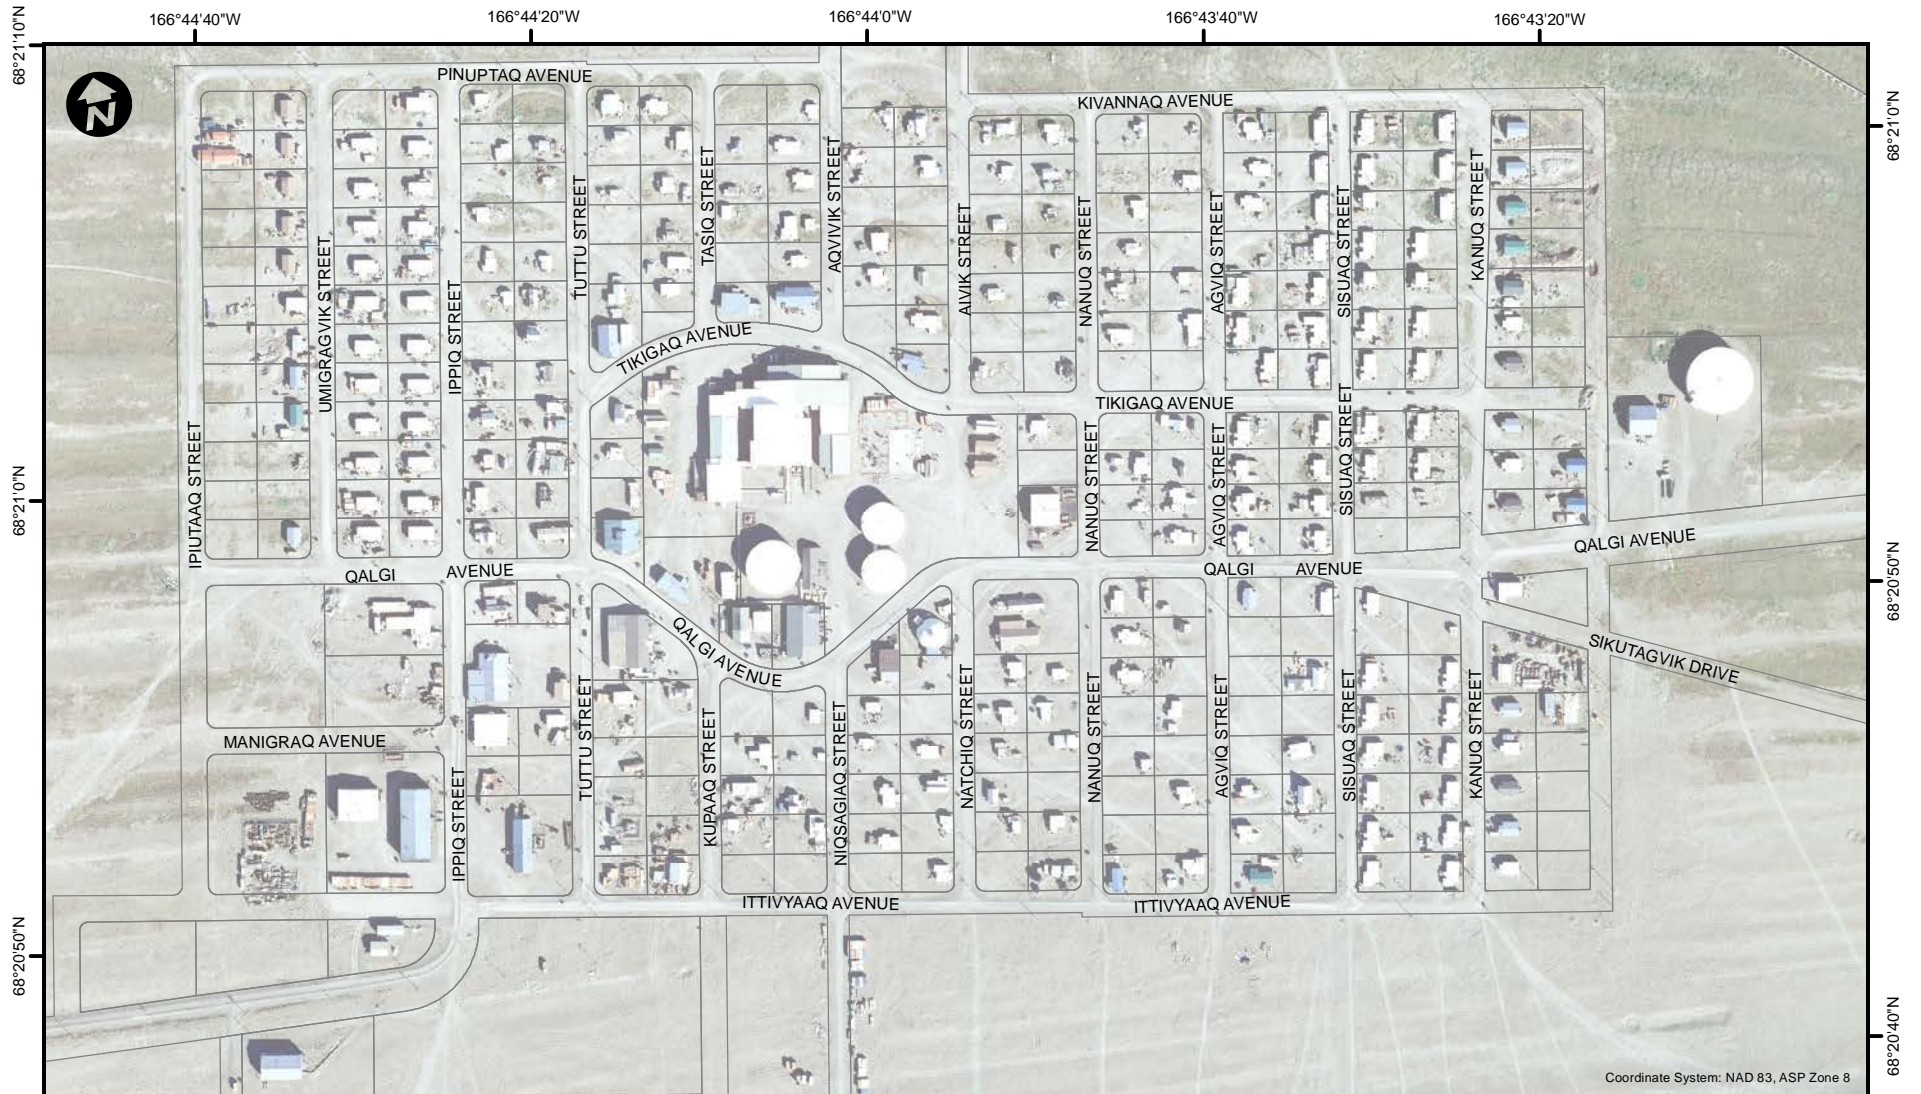 166°44'40"W
166°44'20"W
166°44'0"W
166°43'40"W
166°43'20"W
68°21'10"N
68°21'0"N
68°20'50"N
68°21'0"N
68°20'50"N
68°20'40"N
N
PINUPTAQ AVENUE
KIVANNAQ AVENUE
TASIQ STREET
AQVIVIK STREET
TUTTU STREET
AIVIK STREET
NANUQ STREET
AGVIQ STREET
SISUAQ STREET
KANUQ STREET
UMIGRAGVIK STREET
IPPIQ STREET
TIKIGAQ AVENUE
TIKIGAQ AVENUE
IPIUTAAQ STREET
NANUQ STREET
AGVIQ STREET
SISUAQ STREET
QALGI AVENUE
QALGI AVENUE
QALGI AVENUE
QALGI AVENUE
SIKUTAGVIK DRIVE
MANIGRAQ AVENUE
IPPIQ STREET
TUTTU STREET
KUPAAQ STREET
NIQSAGIAQ STREET
NATCHIQ STREET
NANUQ STREET
AGVIQ STREET
SISUAQ STREET
KANUQ STREET
ITTIVYAAQ AVENUE
ITTIVYAAQ AVENUE
Coordinate System: NAD 83, ASP Zone 8